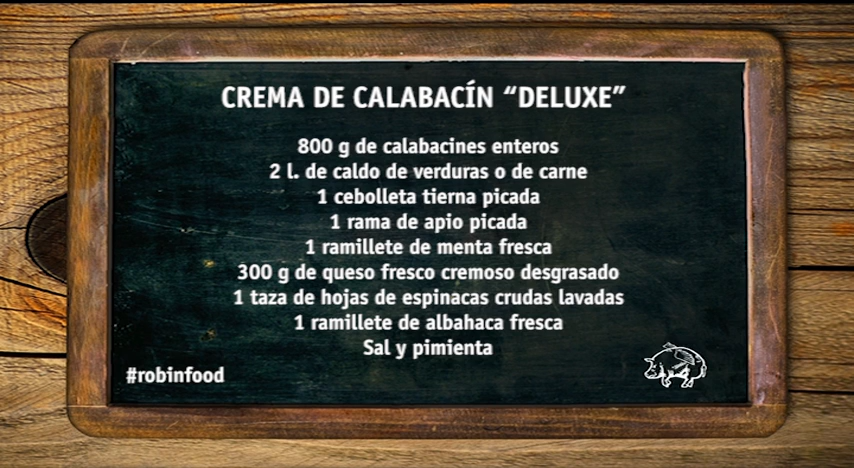 CREMA DE CALABACÍN “DELUXE”
800 g de calabacines enteros
2 l. de caldo de verduras o de carne
1 cebolleta tierna picada
1 rama de apio picada
1 ramillete de menta fresca
300 g de queso fresco cremoso desgrasado
1 taza de hojas de espinacas crudas lavadas
1 ramillete de albahaca fresca
Sal y pimienta
#robinfood